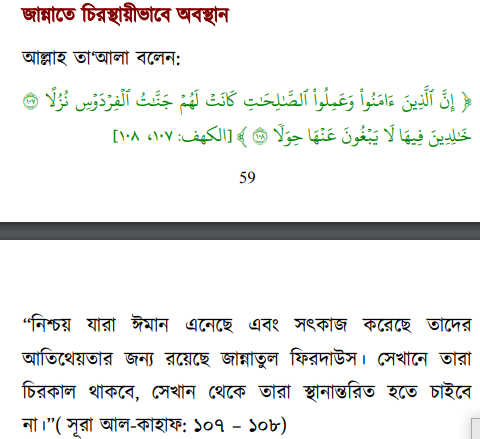 জান্নাতে চিরস্থায়ীভাবে অবস্থান
আল্লাহ তা'আলা বলেন:
﴿ إِنَّ ٱلَّذِينَ ءَامَنُواْ وَعَمِلُواْ ٱلصَّٰلِحَٰتِ كَانَتۡ لَهُمۡ جَنَّٰتُ ٱلۡفِرۡدَوۡسِ نُزُلًا ١٠٧
خَٰلِدِينَ فِيهَا لَا يَبۡغُونَ عَنۡهَا حِوَلٗا ١٠٨ ﴾ [الكهف: ١٠٧، ١٠٨]
59
“নিশ্চয় যারা ঈমান এনেছে এবং সৎকাজ করেছে তাদের
আতিথেয়তার জন্য রয়েছে জান্নাতুল ফিরদাউস। সেখানে তারা
চিরকাল থাকবে, সেখান থেকে তারা স্থানান্তরিত হতে চাইবে
না।”( সূরা আল-কাহাফ: ১০৭ – ১০৮)